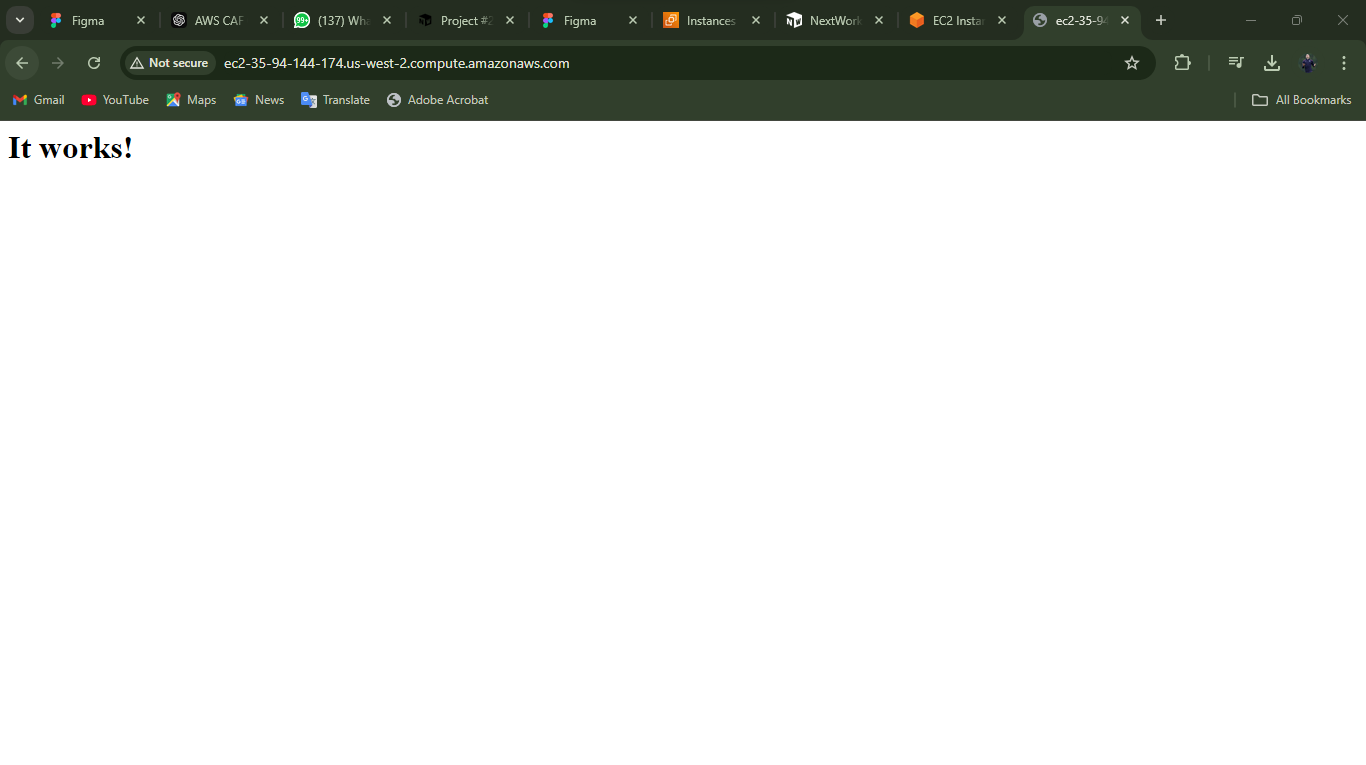 Figma
AWS CAF
99+ (137) Wha
Project #2
Figma
Instances
NextWork
EC2 Instan
ec2-35-94
Not secure
ec2-35-94-144-174.us-west-2.compute.amazonaws.com
Gmail
YouTube
Maps
News
Translate
Adobe Acrobat
All Bookmarks
It works!